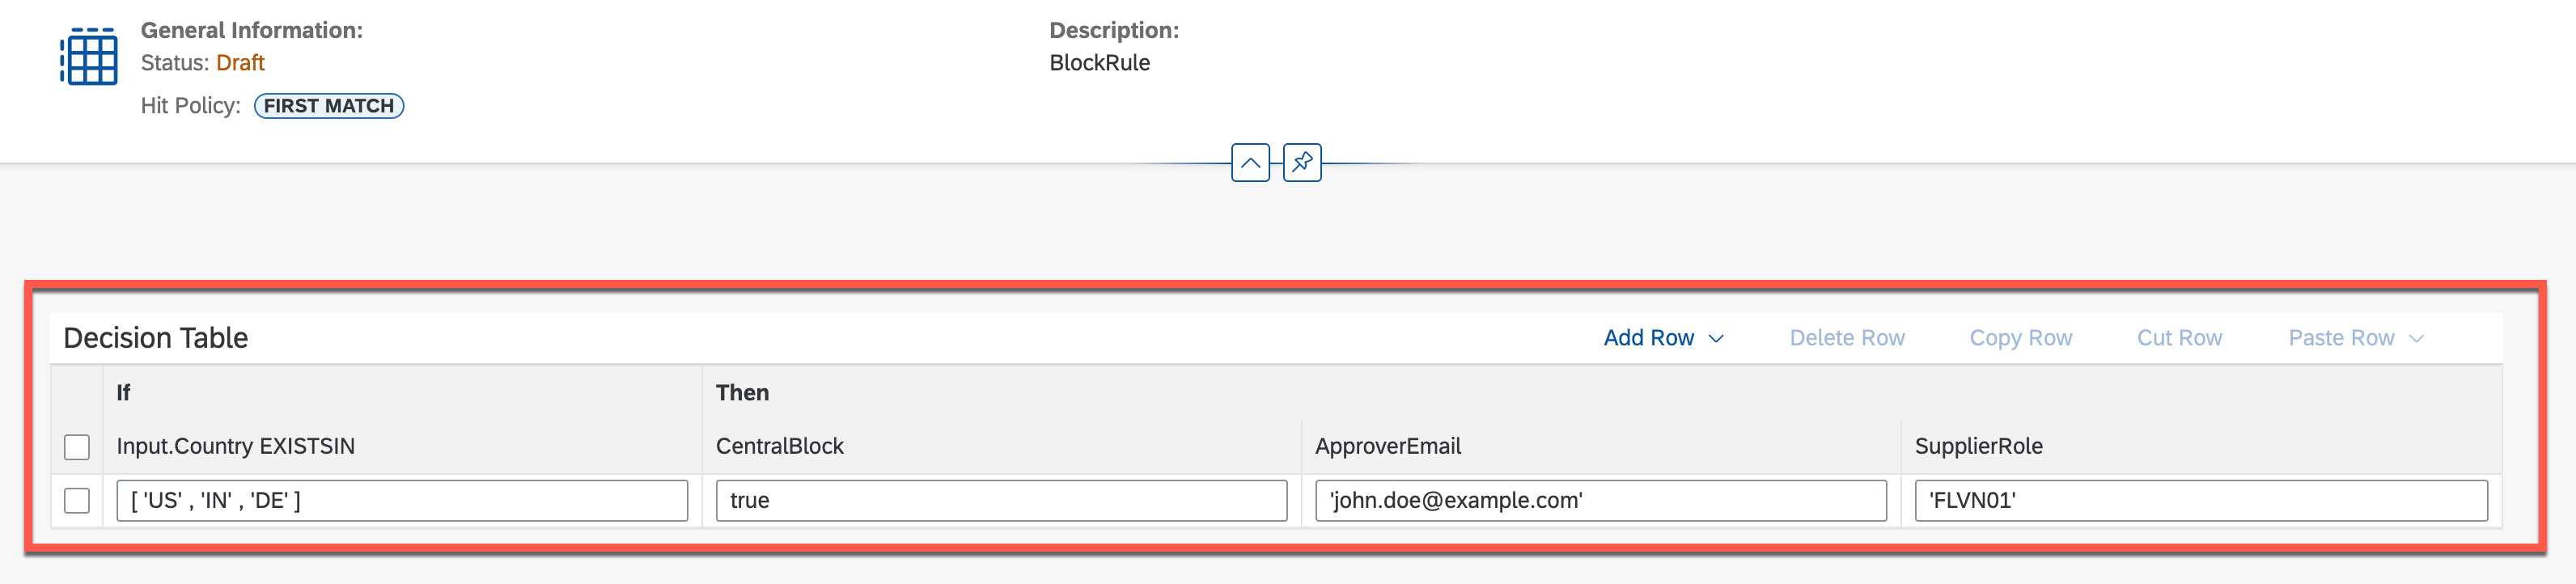 General Information:
Status: Draft
Hit Policy: FIRST MATCH
Description:
BlockRule
Decision Table
Add Row Delete Row Copy Row Cut Row Paste Row
If Then
Input.Country EXISTSIN CentralBlock ApproverEmail SupplierRole
[ 'US' , 'IN' , 'DE' ] true 'john.doe@example.com' 'FLVN01'